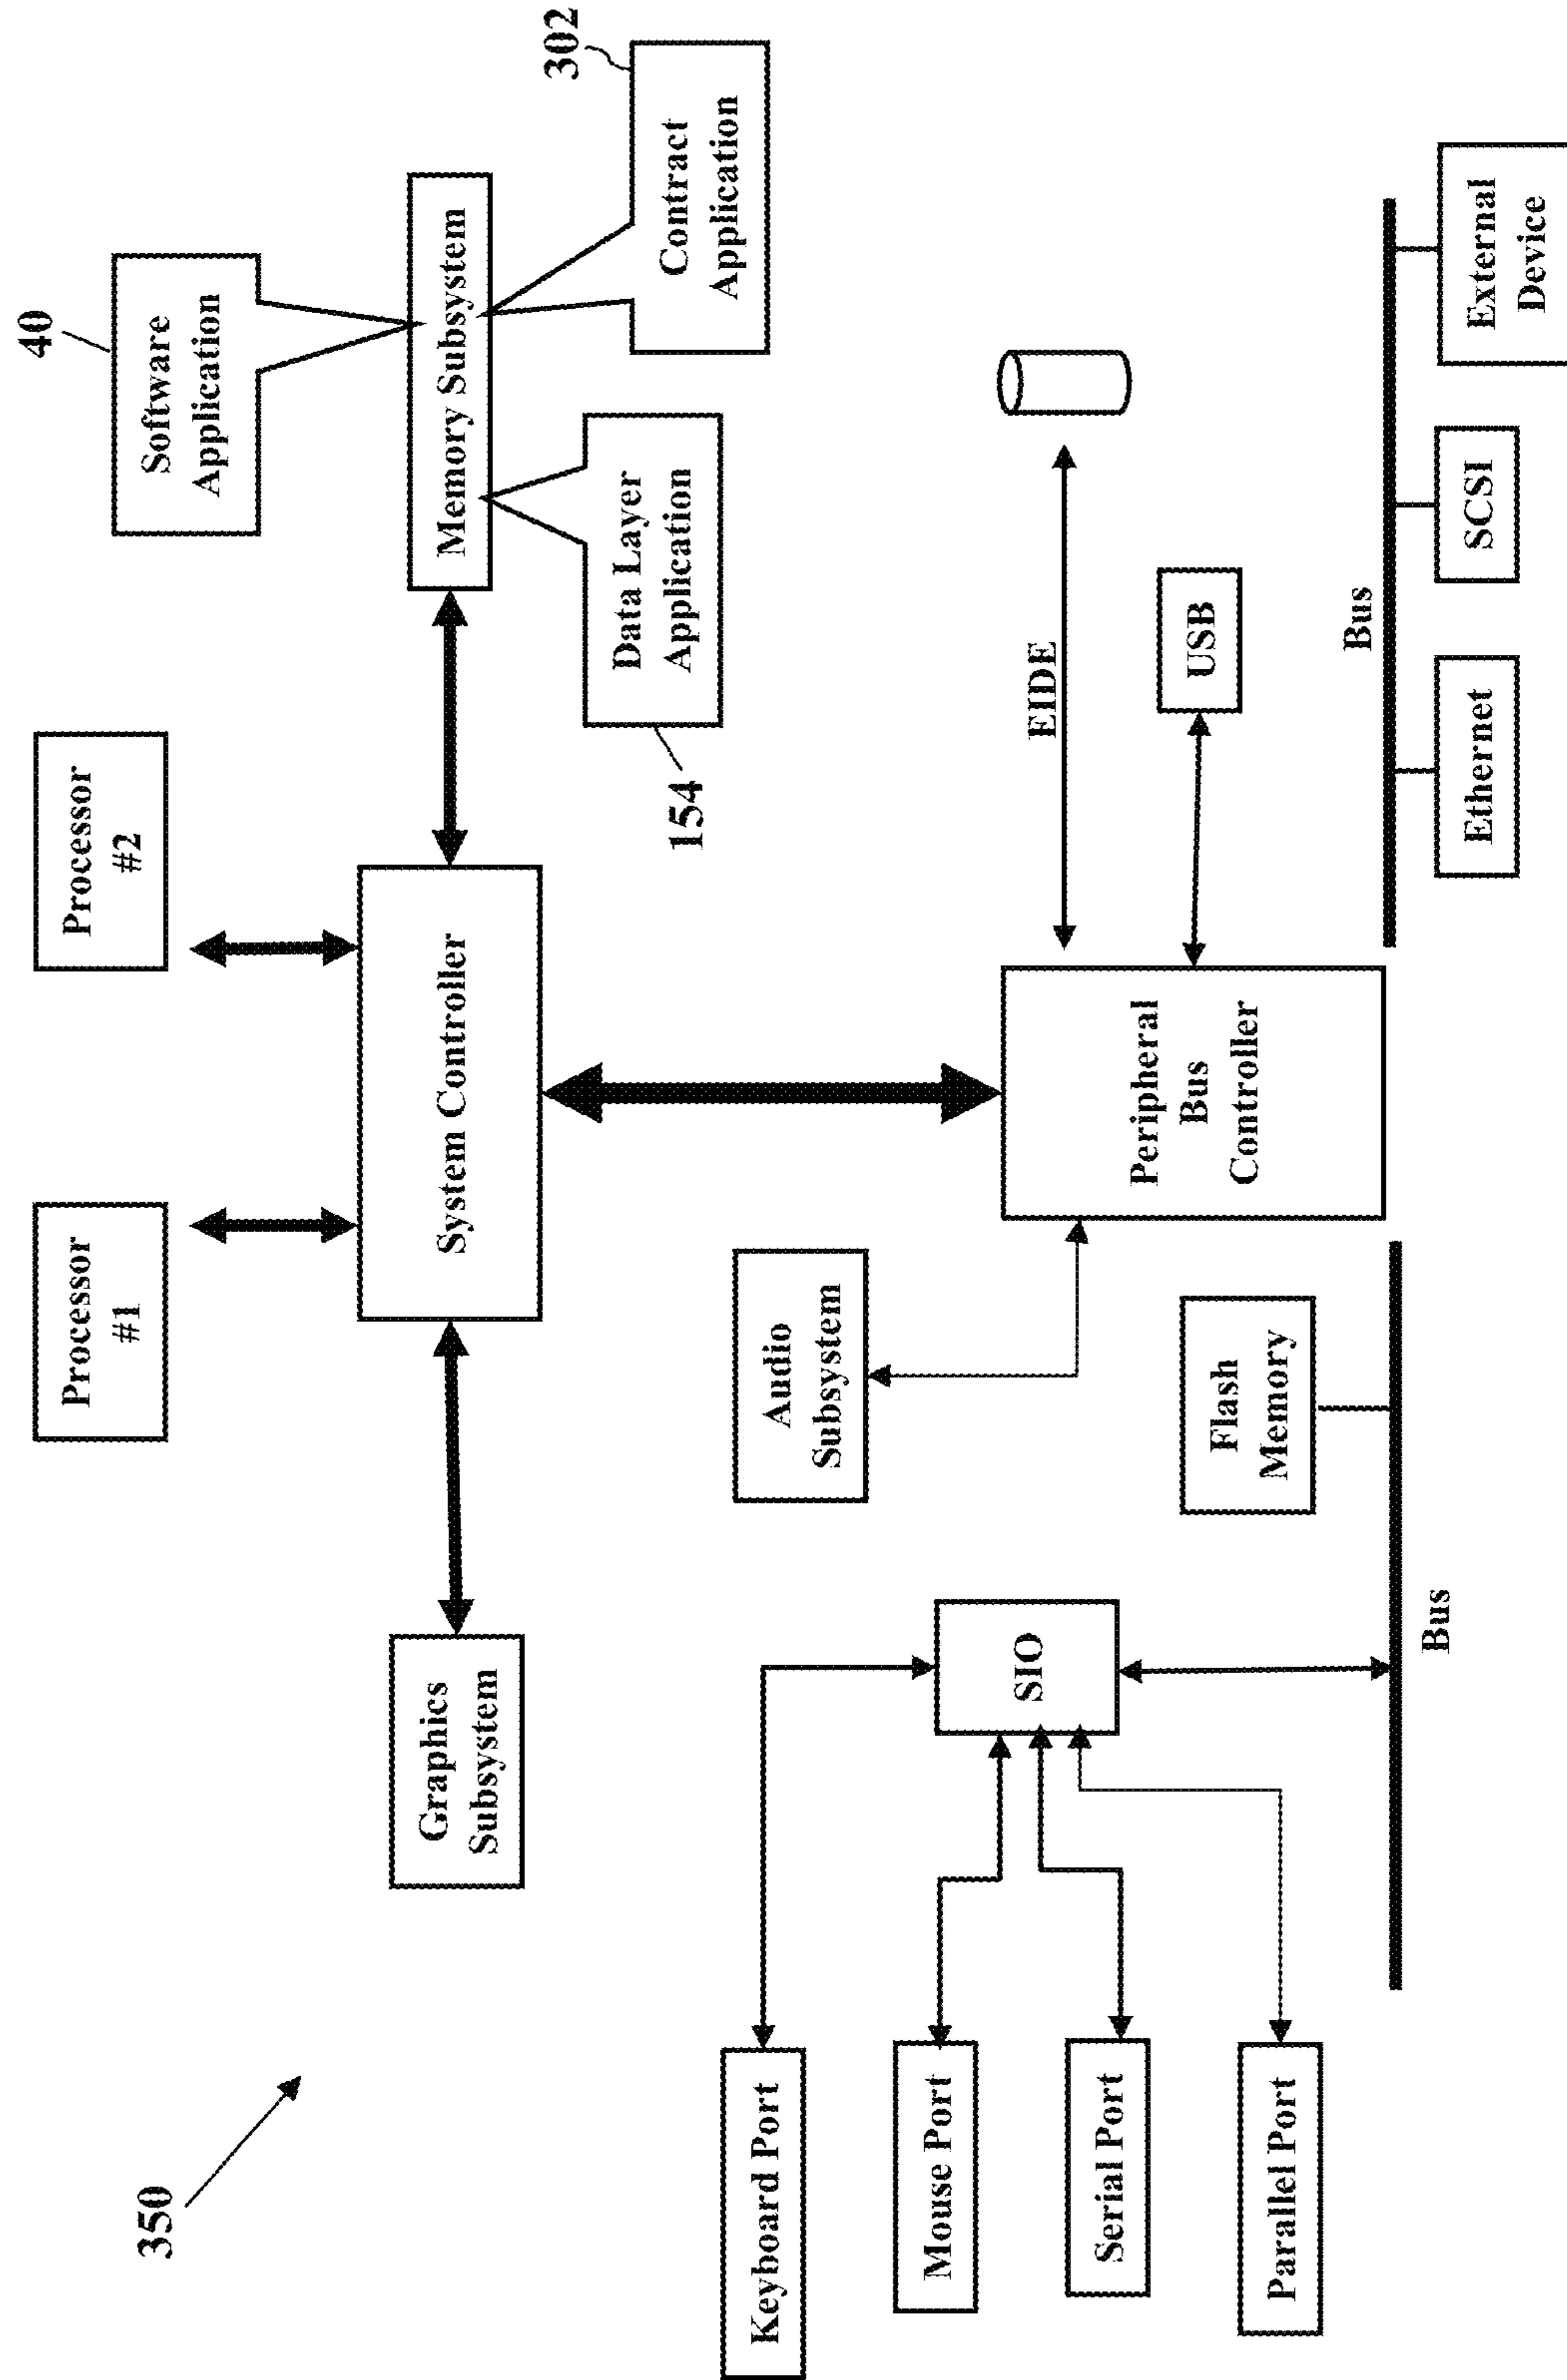 350
Processor
#1
Processor
#2
40
Software
Application
Graphics
Subsystem
System Controller
Memory Subsystem
154
Data Layer
Application
302
Contract
Application
Keyboard Port
Mouse Port
Serial Port
Parallel Port
SIO
Audio
Subsystem
Flash
Memory
Bus
Peripheral
Bus
Controller
EIDE
USB
Bus
Ethernet
SCSI
External
Device